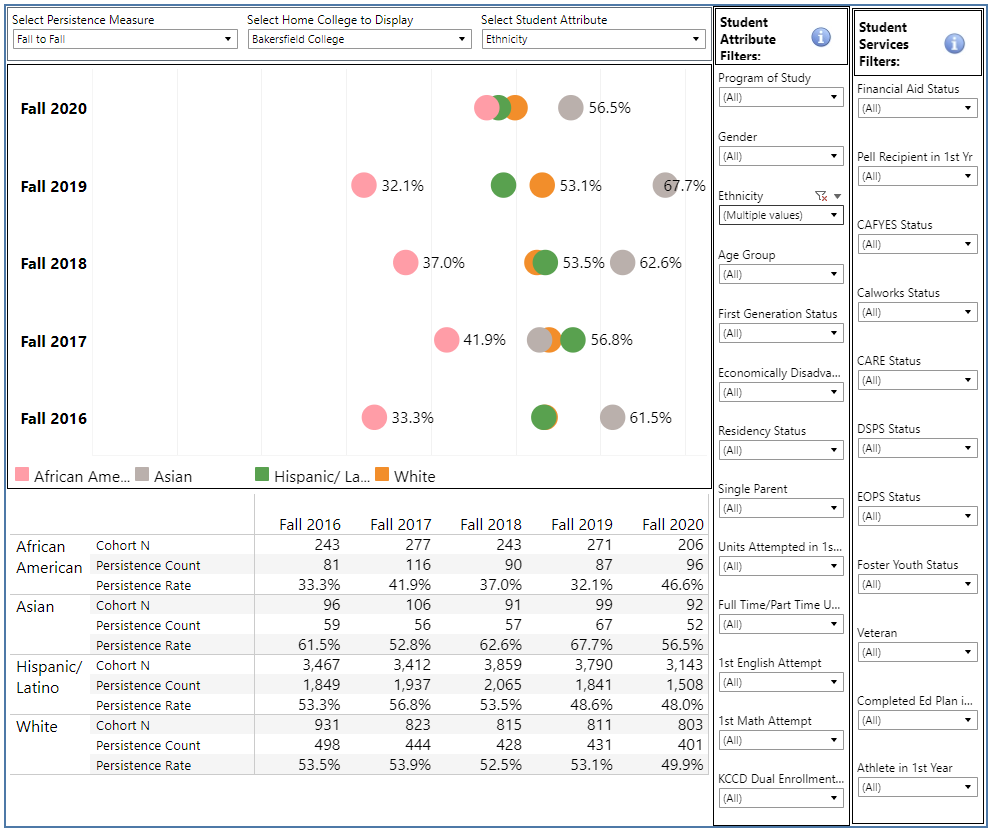 Select Persistence Measure
Fall to Fall
Select Home College to Display
Bakersfield College
Select Student Attribute
Ethnicity
Fall 2020
56.5%
Fall 2019
32.1%
53.1%
67.7%
Fall 2018
37.0%
53.5%
62.6%
Fall 2017
41.9%
56.8%
Fall 2016
33.3%
61.5%
African Ame...
Asian
Hispanic/ La...
White
Fall 2016 Fall 2017 Fall 2018 Fall 2019 Fall 2020
African
American
Cohort N 243 277 243 271 206
Persistence Count 81 116 90 87 96
Persistence Rate 33.3% 41.9% 37.0% 32.1% 46.6%
Asian
Cohort N 96 106 91 99 92
Persistence Count 59 56 57 67 52
Persistence Rate 61.5% 52.8% 62.6% 67.7% 56.5%
Hispanic/
Latino
Cohort N 3,467 3,412 3,859 3,790 3,143
Persistence Count 1,849 1,937 2,065 1,841 1,508
Persistence Rate 53.3% 56.8% 53.5% 48.6% 48.0%
White
Cohort N 931 823 815 811 803
Persistence Count 498 444 428 431 401
Persistence Rate 53.5% 53.9% 52.5% 53.1% 49.9%
Student
Attribute
Filters:
i
Program of Study
(All)
Gender
(All)
Ethnicity
(Multiple values)
Age Group
(All)
First Generation Status
(All)
Economically Disadva...
(All)
Residency Status
(All)
Single Parent
(All)
Units Attempted in 1s...
(All)
Full Time/Part Time U...
(All)
1st English Attempt
(All)
1st Math Attempt
(All)
KCCD Dual Enrollment...
(All)
Student
Services
Filters:
i
Financial Aid Status
(All)
Pell Recipient in 1st Yr
(All)
CAFYES Status
(All)
Calworks Status
(All)
CARE Status
(All)
DSPS Status
(All)
EOPS Status
(All)
Foster Youth Status
(All)
Veteran
(All)
Completed Ed Plan i...
(All)
Athlete in 1st Year
(All)